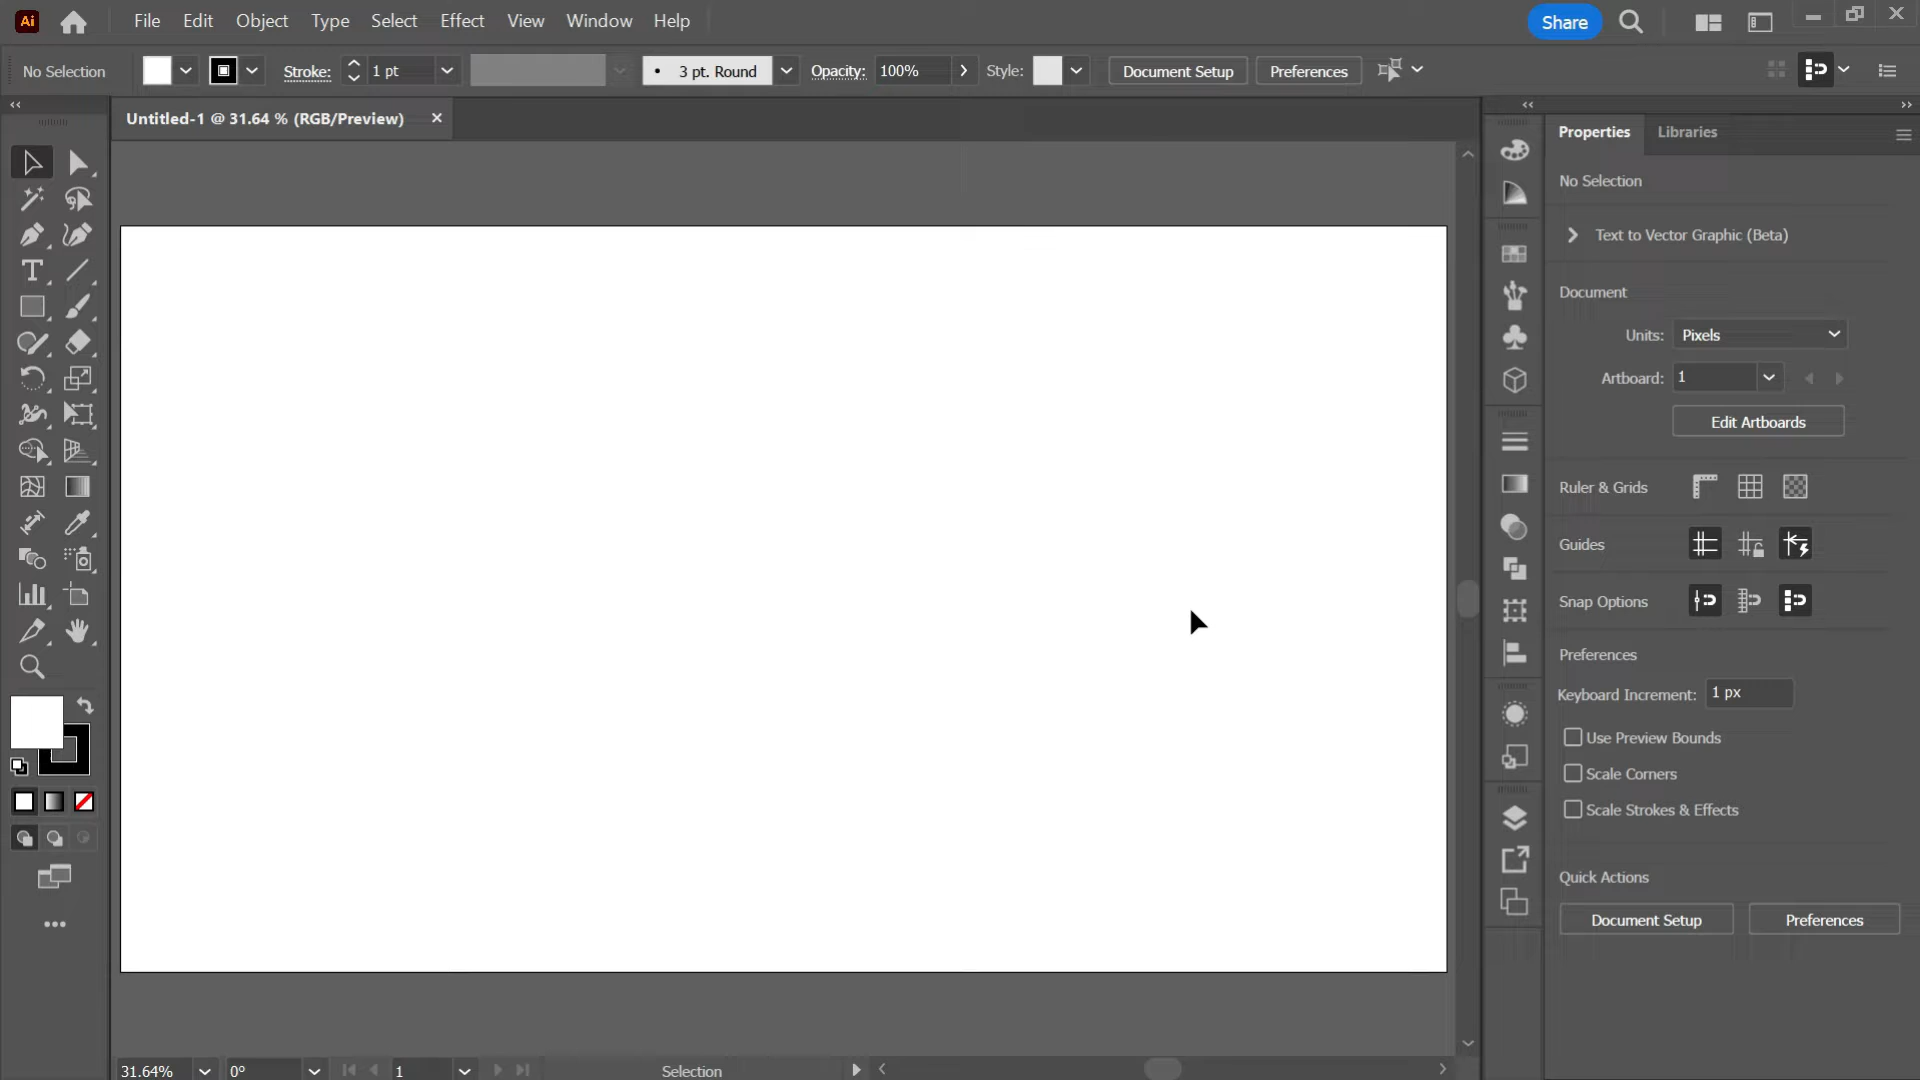 Ai File Edit Object Type Select Effect View Window Help Share
No Selection Stroke: 1 pt 3 pt. Round Opacity: 100% Style: Document Setup Preferences
Untitled-1 @ 31.64 % (RGB/Preview)
Properties Libraries
No Selection
Text to Vector Graphic (Beta)
Document
Units: Pixels
Artboard: 1
Edit Artboards
Ruler & Grids
Guides
Snap Options
Preferences
Keyboard Increment: 1 px
Use Preview Bounds
Scale Corners
Scale Strokes & Effects
Quick Actions
Document Setup Preferences
31.64% 0° 1 Selection